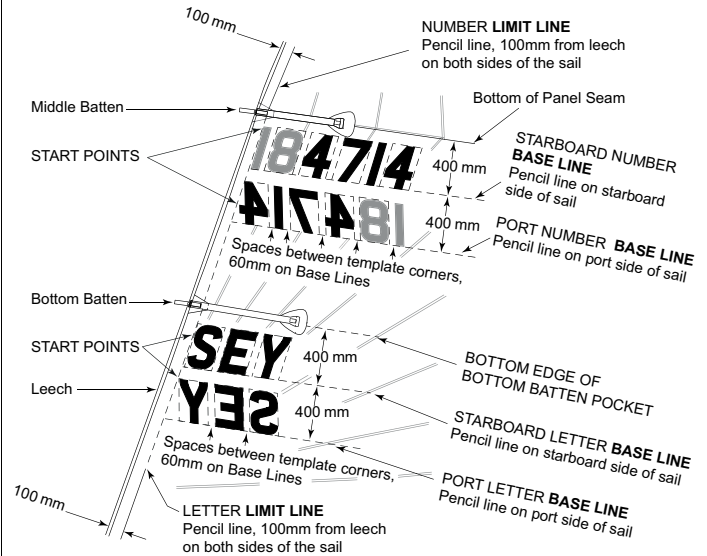 100 mm
NUMBER LIMIT LINE
Pencil line, 100mm from leech
on both sides of the sail
Middle Batten
Bottom of Panel Seam
START POINTS
184714
400 mm
STARBOARD NUMBER
BASE LINE
Pencil line on starboard
side of sail
184714
400 mm
PORT NUMBER BASE LINE
Pencil line on port side of sail
Spaces between template corners,
60mm on Base Lines
Bottom Batten
START POINTS
SEY
400 mm
BOTTOM EDGE OF
BOTTOM BATTEN POCKET
Leech
SEY
400 mm
STARBOARD LETTER BASE LINE
Pencil line on starboard side of sail
Spaces between template corners,
60mm on Base Lines
PORT LETTER BASE LINE
Pencil line on port side of sail
100 mm
LETTER LIMIT LINE
Pencil line, 100mm from leech
on both sides of the sail